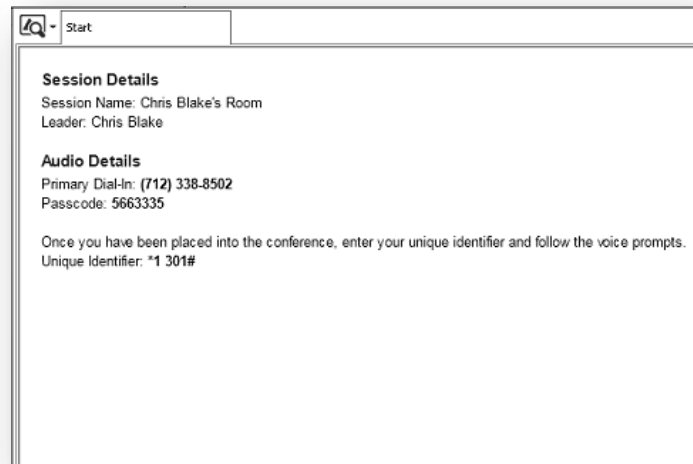 Start
Session Details
Session Name: Chris Blake's Room
Leader: Chris Blake
Audio Details
Primary Dial-In: (712) 338-8502
Passcode: 5663335
Once you have been placed into the conference, enter your unique identifier and follow the voice prompts.
Unique Identifier: *1 301#